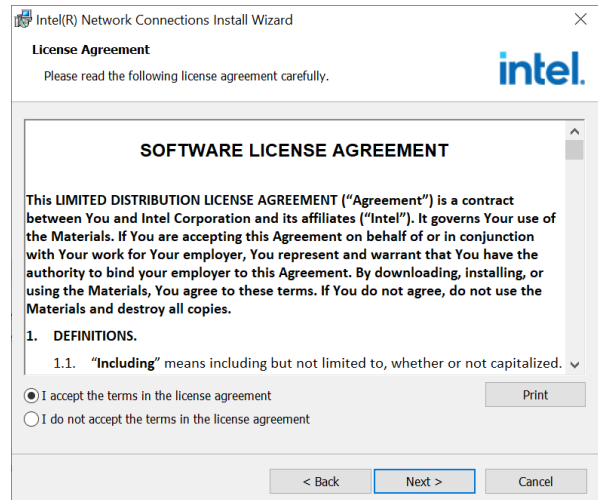 Intel(R) Network Connections Install Wizard
License Agreement
Please read the following license agreement carefully.
intel.
SOFTWARE LICENSE AGREEMENT
This LIMITED DISTRIBUTION LICENSE AGREEMENT (“Agreement”) is a contract
between You and Intel Corporation and its affiliates (“Intel”). It governs Your use of
the Materials. If You are accepting this Agreement on behalf of or in conjunction
with Your work for Your employer, You represent and warrant that You have the
authority to bind your employer to this Agreement. By downloading, installing, or
using the Materials, You agree to these terms. If You do not agree, do not use the
Materials and destroy all copies.
1. DEFINITIONS.
1.1. “Including” means including but not limited to, whether or not capitalized.
I accept the terms in the license agreement
Print
I do not accept the terms in the license agreement
< Back
Next >
Cancel